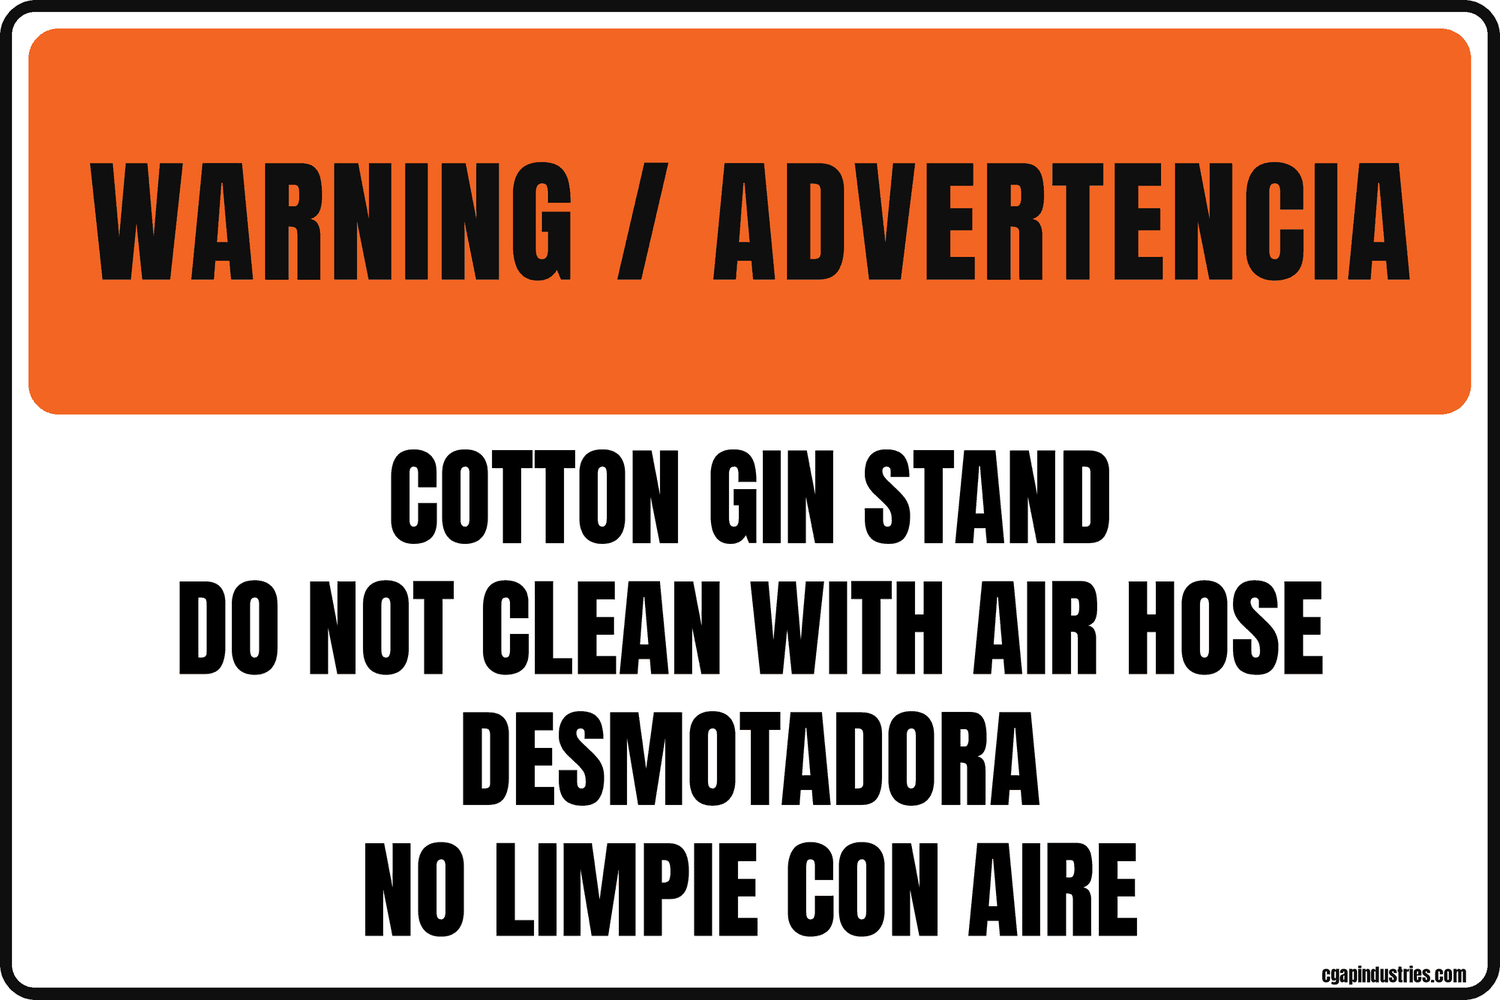 WARNING / ADVERTENCIA
COTTON GIN STAND
DO NOT CLEAN WITH AIR HOSE
DESMOTADORA
NO LIMPIE CON AIRE
cgapindustries.com